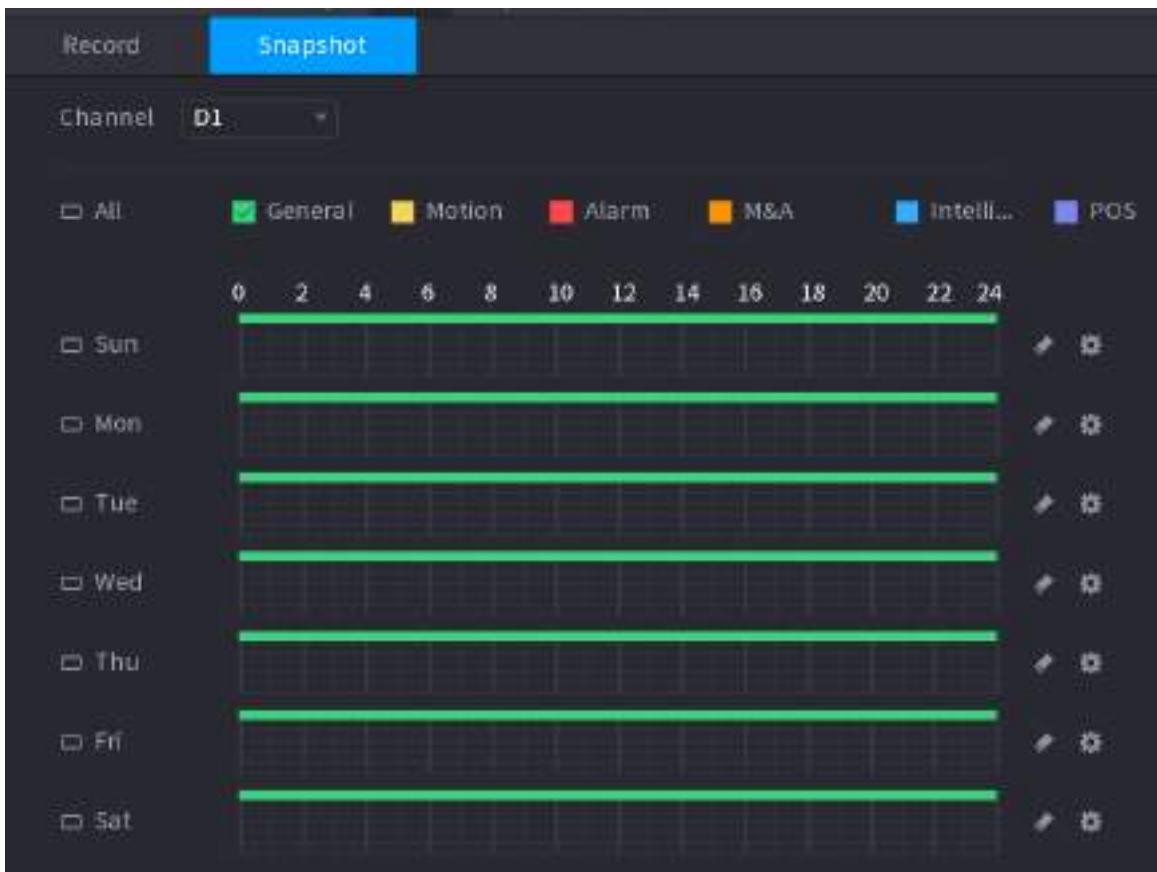 Record Snapshot
Channel D1
All General Motion Alarm M&A Intelli... POS
0 2 4 6 8 10 12 14 16 18 20 22 24
Sun
Mon
Tue
Wed
Thu
Fri
Sat